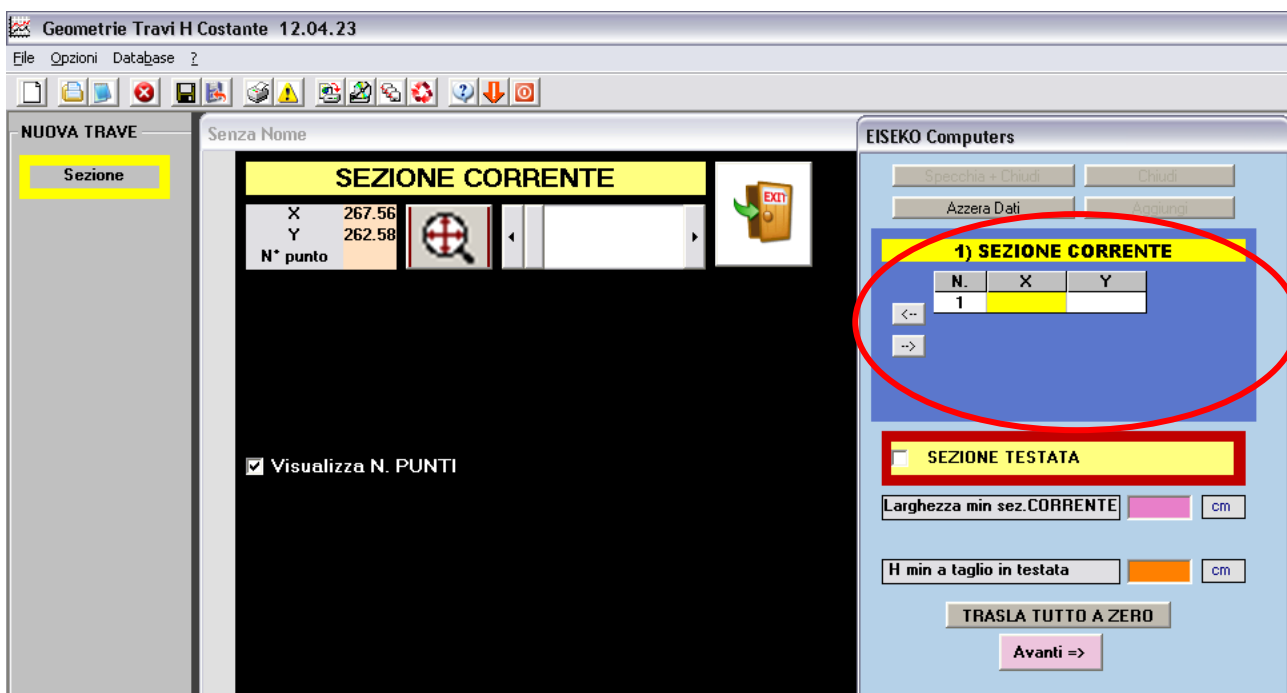 Geometrie Travi H Costante 12.04.23
File Opzioni Database ?
NUOVA TRAVE
Sezione
Senza Nome
SEZIONE CORRENTE
X 267.56
Y 262.58
N° punto
EXIT
Visualizza N. PUNTI
EISEKO Computers
Specchia + Chiudi Chiudi
Azzera Dati Aggiungi
1) SEZIONE CORRENTE
N. X Y
1
<--
-->
SEZIONE TESTATA
Larghezza min sez.CORRENTE cm
H min a taglio in testata cm
TRASLA TUTTO A ZERO
Avanti =>